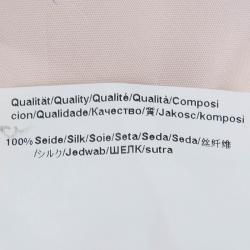 Qualität/Quality/Qualité/Qualità/Composi
cion/Qualidade/Качество/質/Jakosc/komposi
100% Seide/Silk/Soie/Seta/Seda/Seda/丝纤维
/シルク/Jedwab/ШЕЛК/sutra